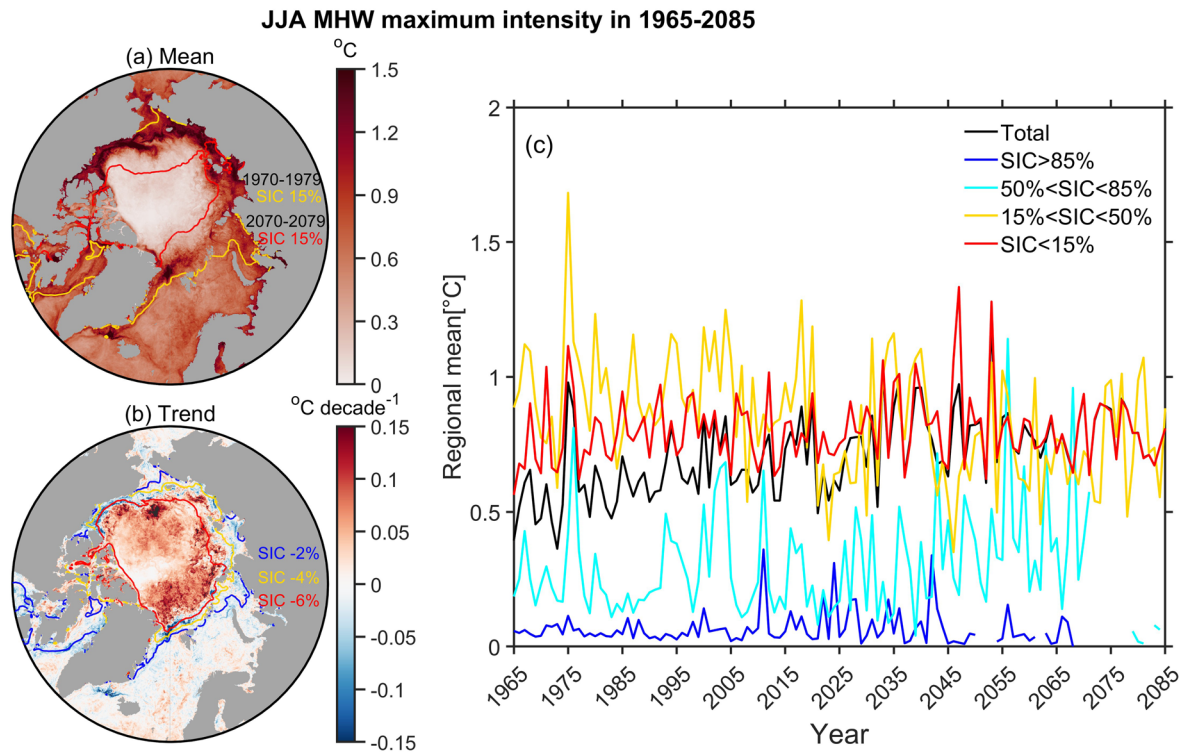 JJA MHW maximum intensity in 1965-2085
(a) Mean
°C
1.5
1.2
0.9
0.6
0.3
0
1970-1979
SIC 15%
2070-2079
SIC 15%
(b) Trend
°C decade⁻¹
0.15
0.1
0.05
0
-0.05
-0.1
-0.15
SIC -2%
SIC -4%
SIC -6%
(c)
Total
SIC>85%
50%<SIC<85%
15%<SIC<50%
SIC<15%
Regional mean[°C]
2
1.5
1
0.5
0
1965 1975 1985 1995 2005 2015 2025 2035 2045 2055 2065 2075 2085
Year